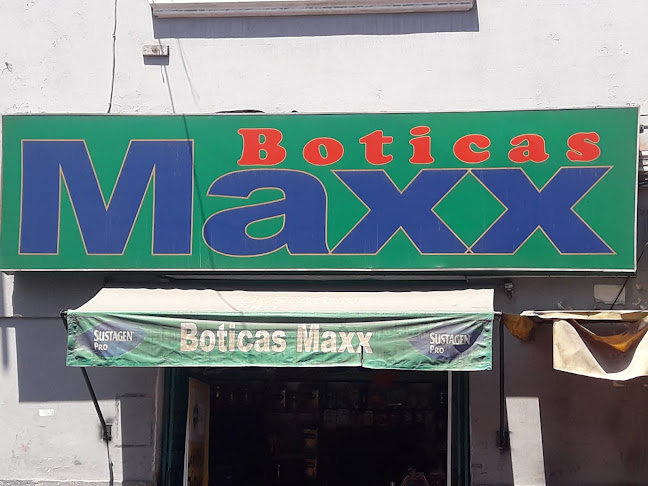 Boticas
Maxx
SUSTAGEN PRO
Boticas Maxx
SUSTAGEN PRO